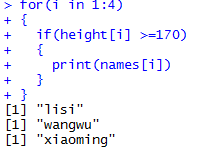 > for(i in 1:4)
+ {
+   if(height[i] >=170)
+   {
+     print(names[i])
+   }
+ }
[1] "lisi"
[1] "wangwu"
[1] "xiaoming"